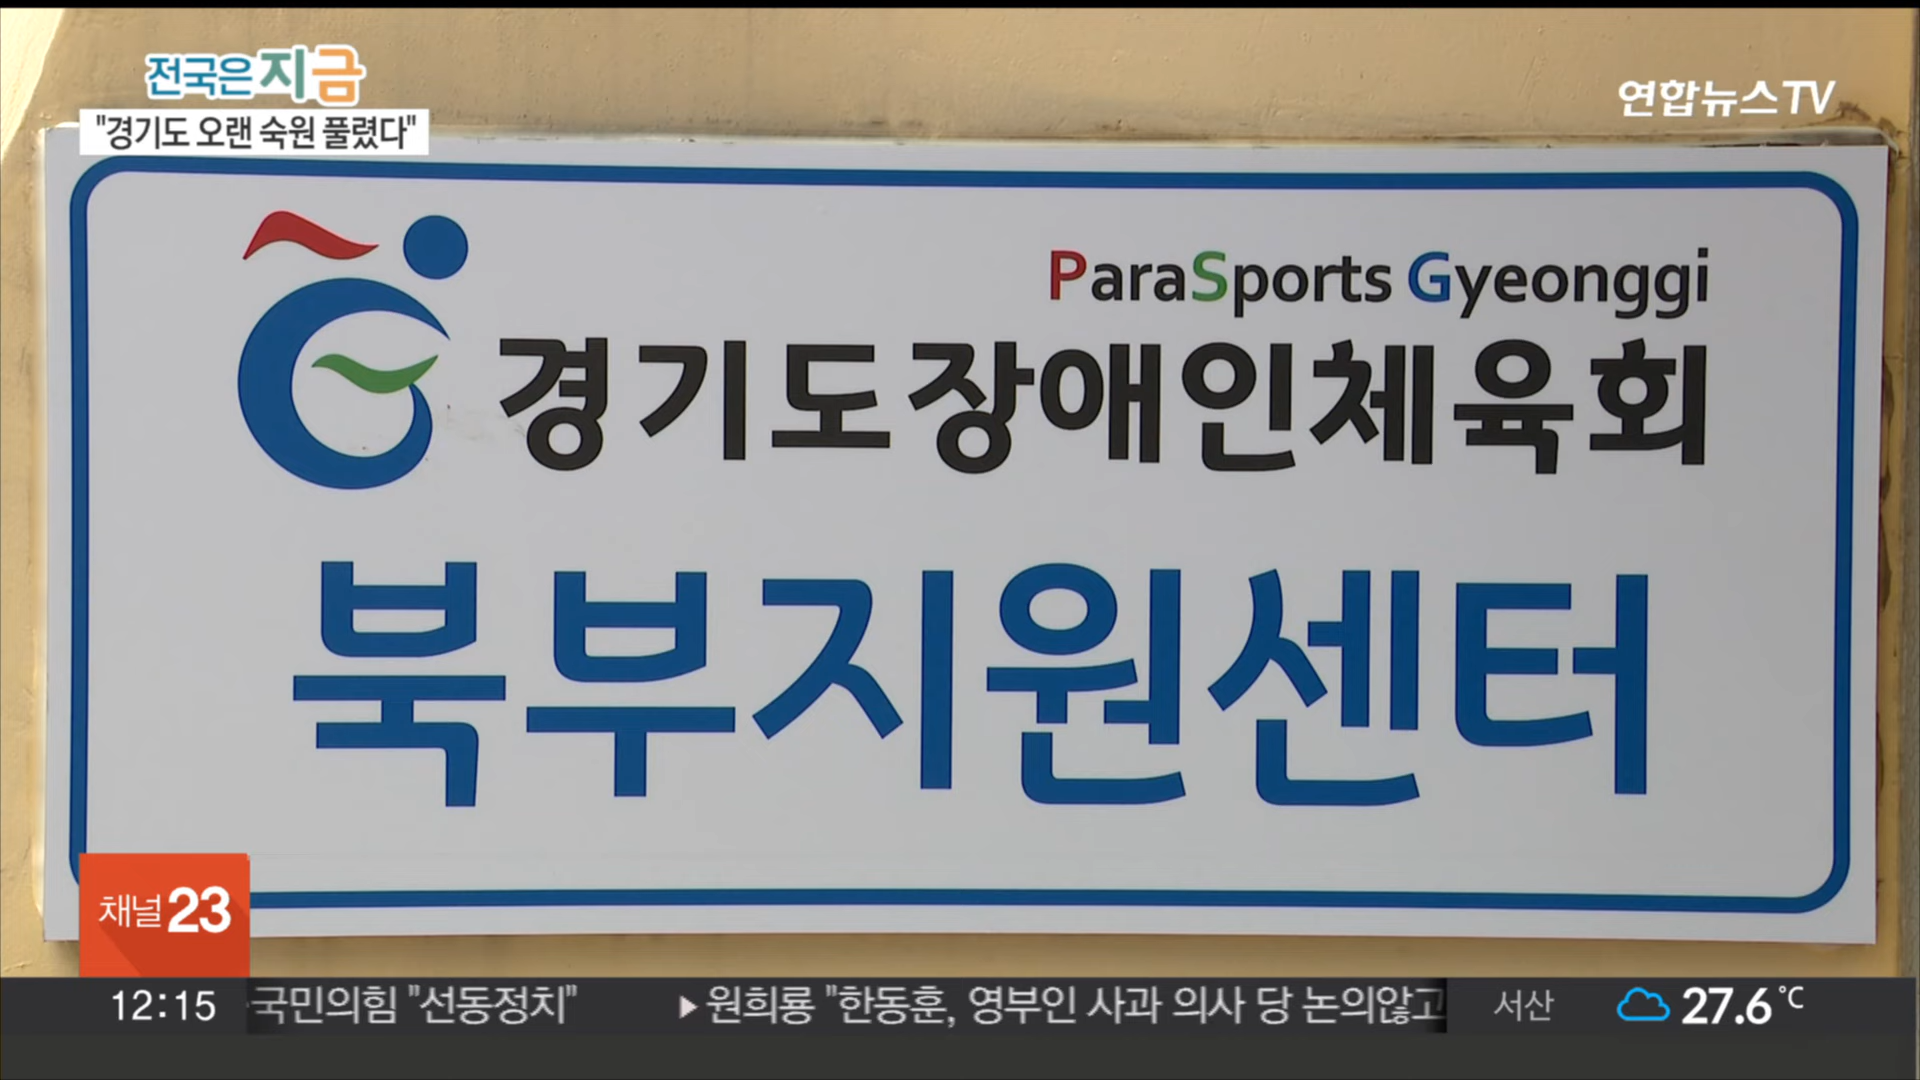 전국은 지금
"경기도 오랜 숙원 풀렸다"
연합뉴스TV
ParaSports Gyeonggi
경기도장애인체육회
북부지원센터
채널 23
12:15 국민의힘 "선동정치" ▶원희룡 "한동훈, 영부인 사과 의사 당 논의않고 서산 27.6℃